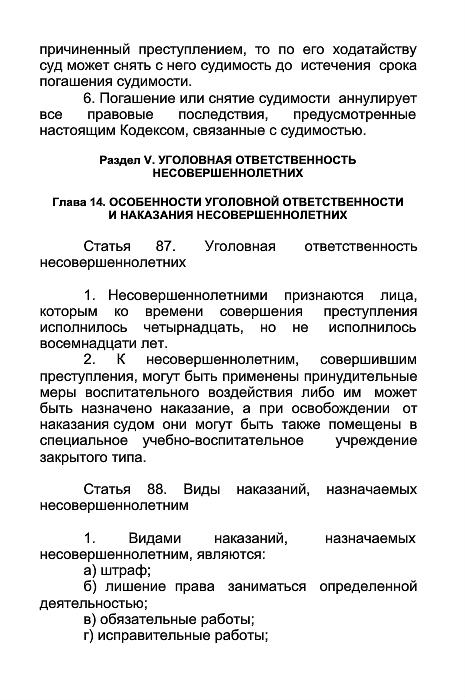 причиненный преступлением, то по его ходатайству
суд может снять с него судимость до истечения срока
погашения судимости.
6. Погашение или снятие судимости аннулирует
все правовые последствия, предусмотренные
настоящим Кодексом, связанные с судимостью.
Раздел V. УГОЛОВНАЯ ОТВЕТСТВЕННОСТЬ
НЕСОВЕРШЕННОЛЕТНИХ
Глава 14. ОСОБЕННОСТИ УГОЛОВНОЙ ОТВЕТСТВЕННОСТИ
И НАКАЗАНИЯ НЕСОВЕРШЕННОЛЕТНИХ
Статья 87. Уголовная ответственность
несовершеннолетних
1. Несовершеннолетними признаются лица,
которым ко времени совершения преступления
исполнилось четырнадцать, но не исполнилось
восемнадцати лет.
2. К несовершеннолетним, совершившим
преступления, могут быть применены принудительные
меры воспитательного воздействия либо им может
быть назначено наказание, а при освобождении от
наказания судом они могут быть также помещены в
специальное учебно-воспитательное учреждение
закрытого типа.
Статья 88. Виды наказаний, назначаемых
несовершеннолетним
1. Видами наказаний, назначаемых
несовершеннолетним, являются:
а) штраф;
б) лишение права заниматься определенной
деятельностью;
в) обязательные работы;
г) исправительные работы;